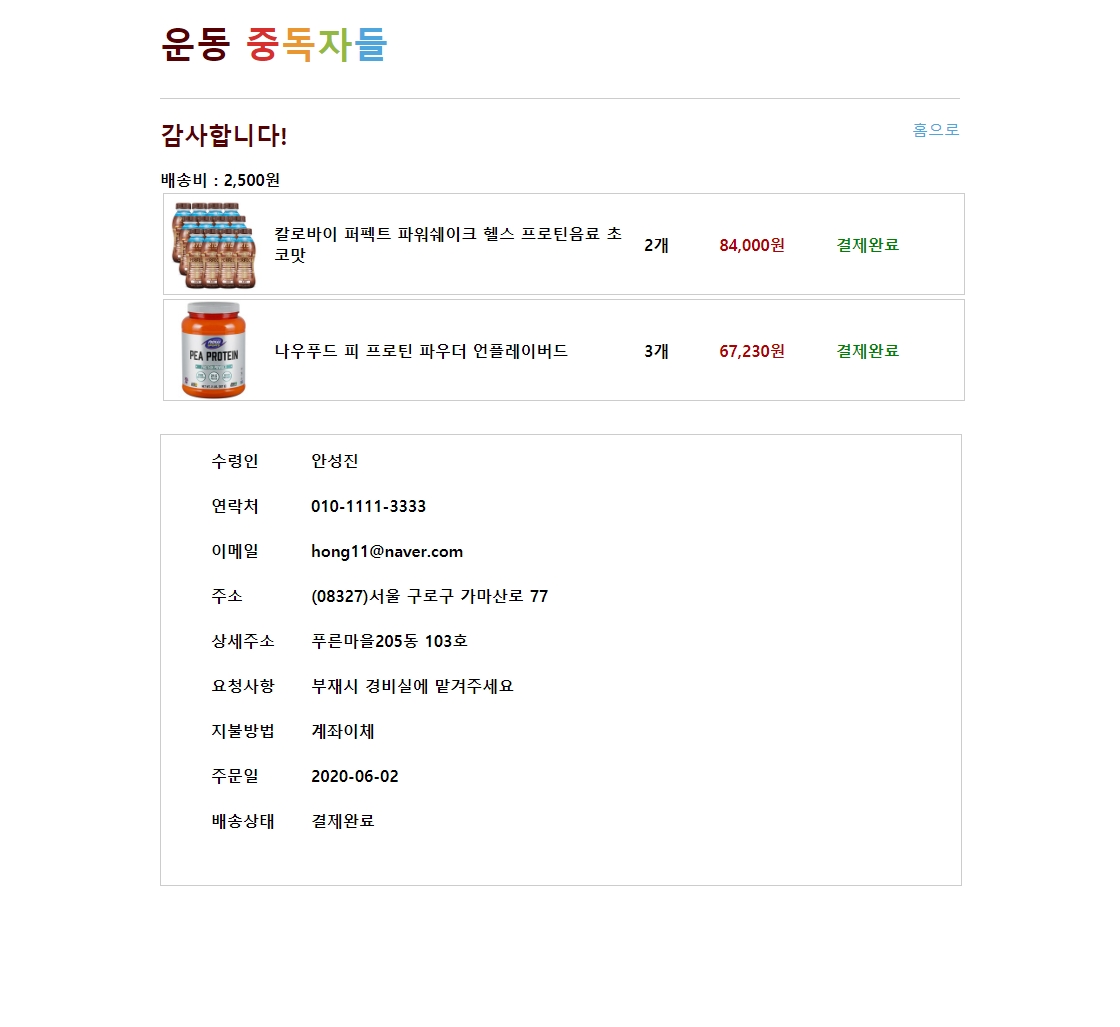 운동 중독자들
감사합니다!
홈으로
배송비 : 2,500원
칼로바이 퍼펙트 파워쉐이크 헬스 프로틴음료 초
코맛
2개
84,000원
결제완료
now
PEA PROTEIN
나우푸드 피 프로틴 파우더 언플레이버드
3개
67,230원
결제완료
수령인 안성진
연락처 010-1111-3333
이메일 hong11@naver.com
주소 (08327)서울 구로구 가마산로 77
상세주소 푸른마을205동 103호
요청사항 부재시 경비실에 맡겨주세요
지불방법 계좌이체
주문일 2020-06-02
배송상태 결제완료